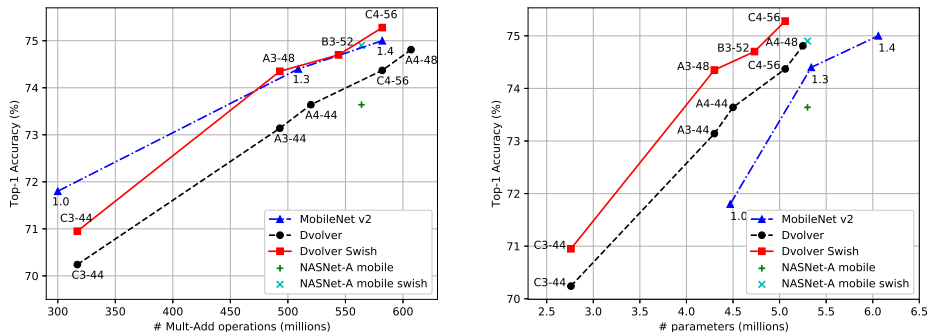 C4-56
75
B3-52
A3-48
1.4
A4-48
1.3
C4-56
74
A4-44
73
A3-44
72
1.0
C3-44
71
C3-44
70
Top-1 Accuracy (%)
MobileNet v2
Dvolver
Dvolver Swish
NASNet-A mobile
NASNet-A mobile swish
300 350 400 450 500 550 600
# Mult-Add operations (millions)
C4-56
75
A4-48
1.4
B3-52
A3-48
C4-56
1.3
74
A4-44
A3-44
73
72
1.0
71
C3-44
C3-44
70
Top-1 Accuracy (%)
MobileNet v2
Dvolver
Dvolver Swish
NASNet-A mobile
NASNet-A mobile swish
2.5 3.0 3.5 4.0 4.5 5.0 5.5 6.0 6.5
# parameters (millions)